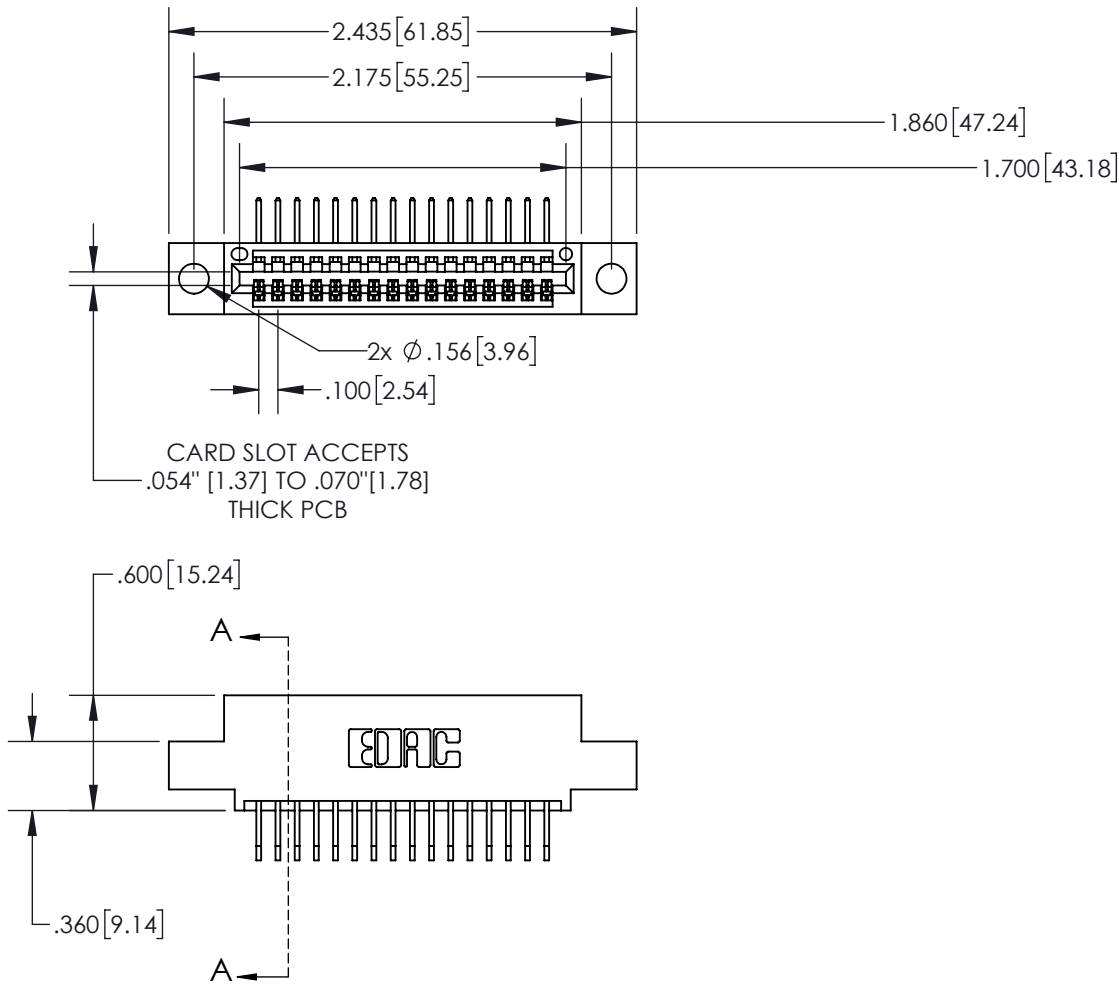 2.435[61.85]
2.175[55.25]
1.860[47.24]
1.700[43.18]
2x Ø.156[3.96]
.100[2.54]
CARD SLOT ACCEPTS
.054" [1.37] TO .070"[1.78]
THICK PCB
.600[15.24]
A
EDAC
.360[9.14]
A